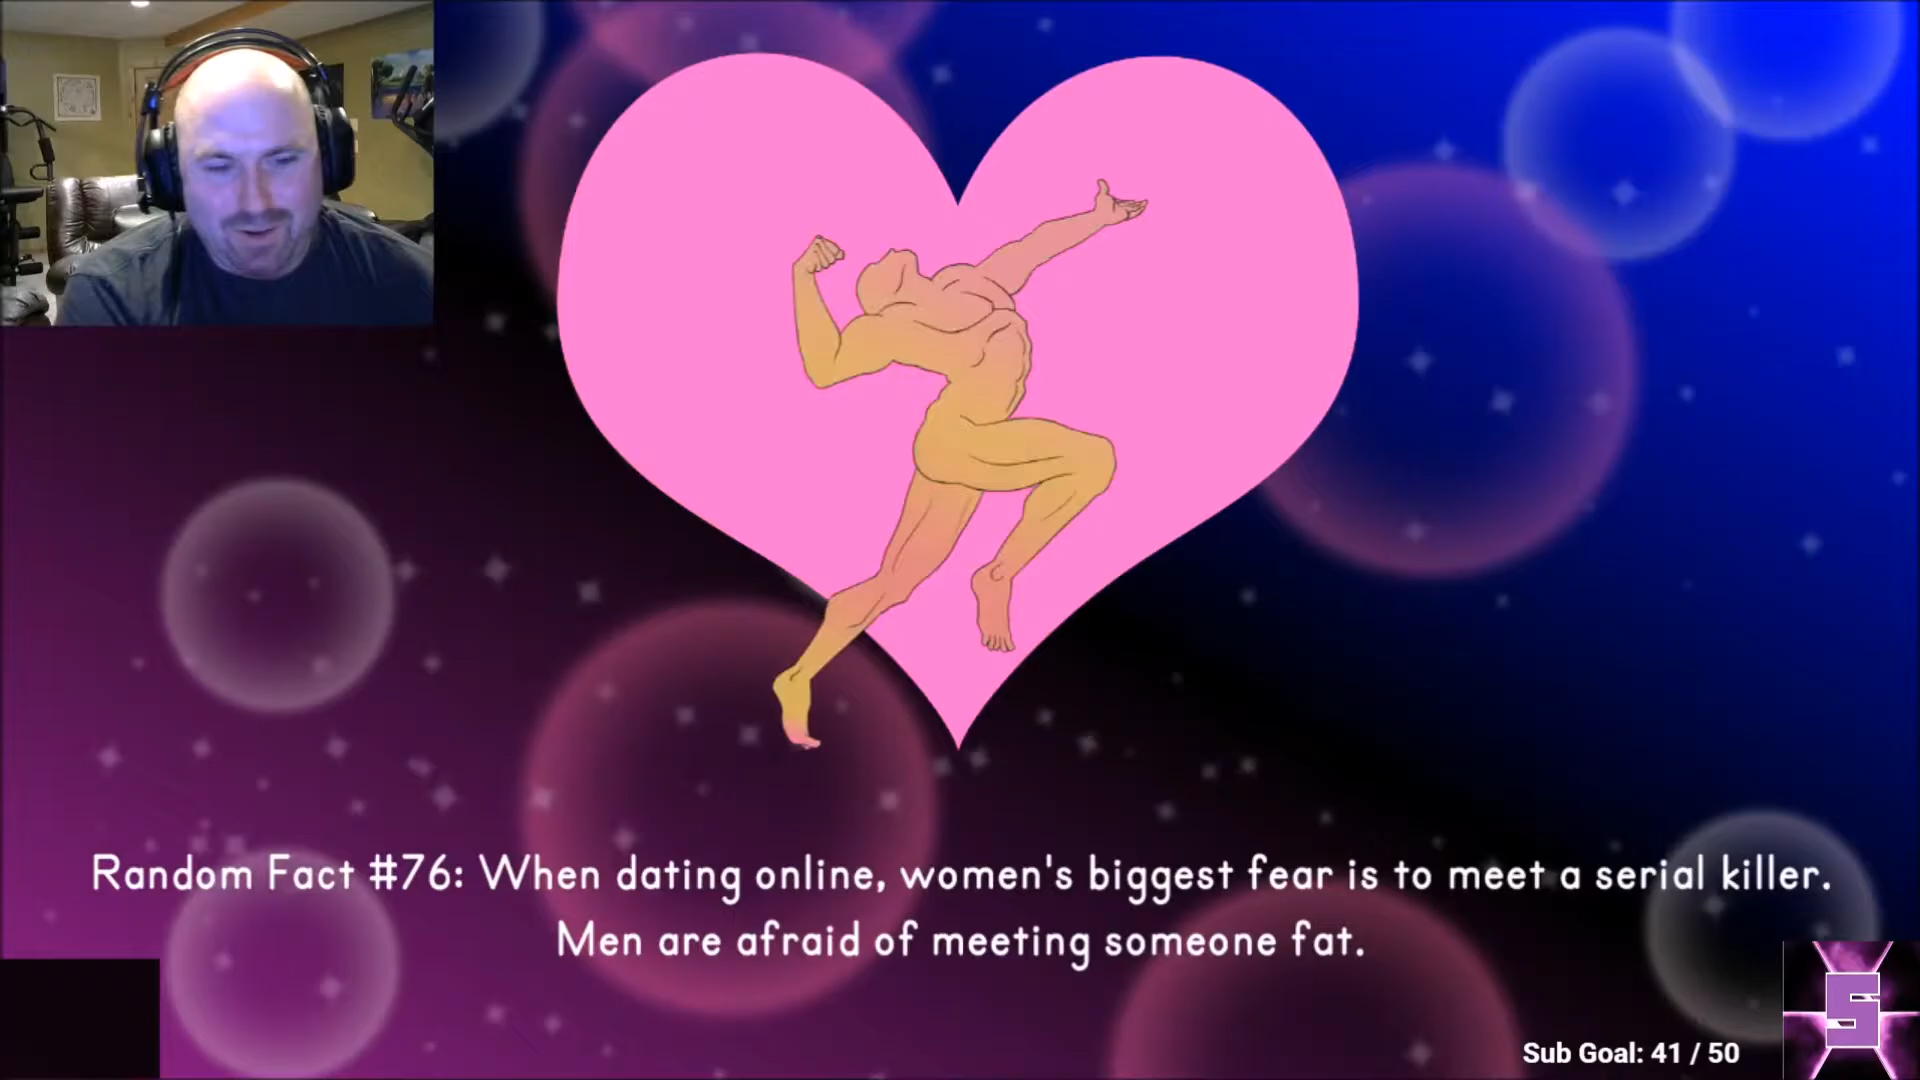 Random Fact #76: When dating online, women's biggest fear is to meet a serial killer.
Men are afraid of meeting someone fat.
Sub Goal: 41 / 50
S